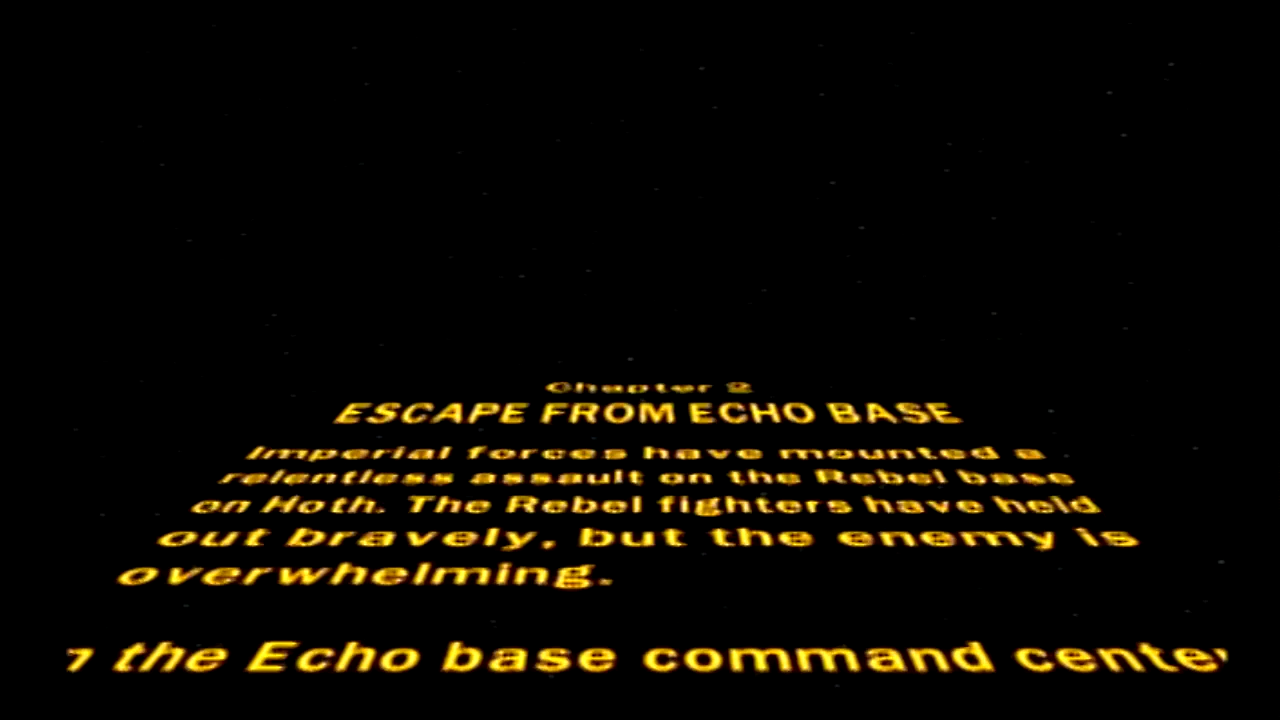 Chapter 2
ESCAPE FROM ECHO BASE
Imperial forces have mounted a
relentless assault on the Rebel base
on Hoth. The Rebel fighters have held
out bravely, but the enemy is
overwhelming.
the Echo base command